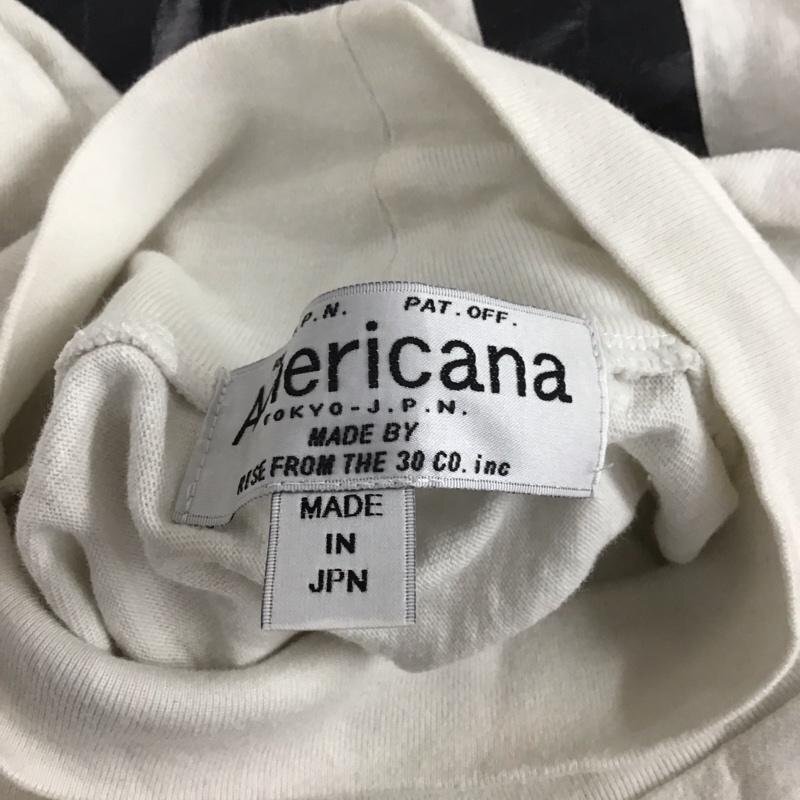 .P.N. PAT.OFF.
Americana
TOKYO-J.P.N.
MADE BY
RISE FROM THE 30 CO. inc
MADE
IN
JPN